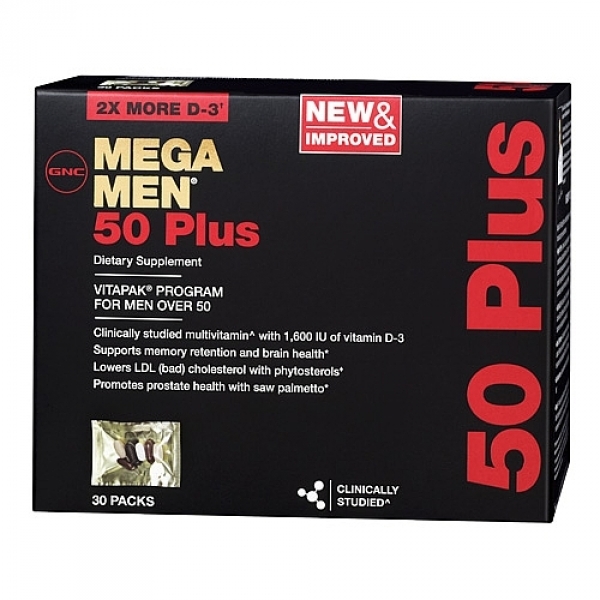 30 PACKS
2X MORE D-3†
NEW &
IMPROVED
GNC
MEGA
MEN®
50 Plus
Dietary Supplement
VITAPAK® PROGRAM
FOR MEN OVER 50
Clinically studied multivitamin^ with 1,600 IU of vitamin D-3
Supports memory retention and brain health*
Lowers LDL (bad) cholesterol with phytosterols*
Promotes prostate health with saw palmetto*
30 PACKS
CLINICALLY
STUDIED^
50 Plus